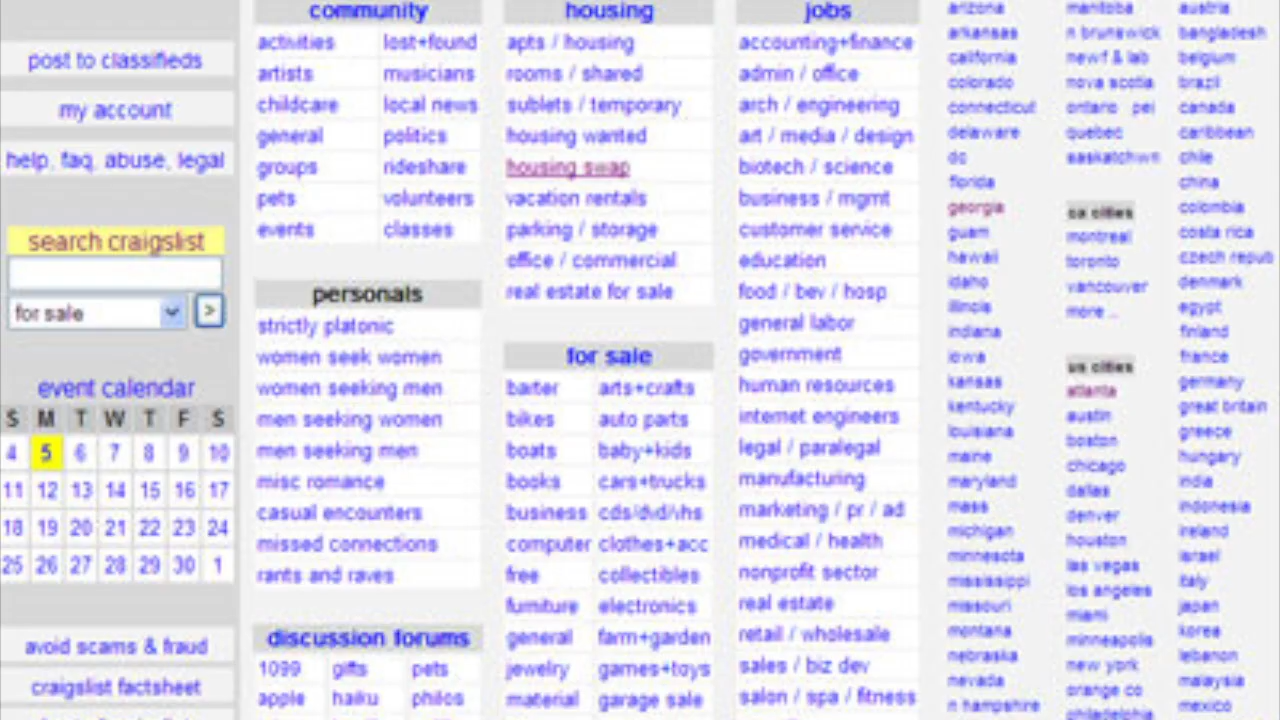 post to classifieds
my account
help, faq, abuse, legal
search craigslist
for sale >
event calendar
S M T W T F S
4 5 6 7 8 9 10
11 12 13 14 15 16 17
18 19 20 21 22 23 24
25 26 27 28 29 30 1
avoid scams & fraud
craigslist factsheet
community
activities lost+found
artists musicians
childcare local news
general politics
groups rideshare
pets volunteers
events classes
personals
strictly platonic
women seek women
women seeking men
men seeking women
men seeking men
misc romance
casual encounters
missed connections
rants and raves
discussion forums
1099 gifts pets
apple haiku philos
housing
apts / housing
rooms / shared
sublets / temporary
housing wanted
housing swap
vacation rentals
parking / storage
office / commercial
real estate for sale
for sale
barter arts+crafts
bikes auto parts
boats baby+kids
books cars+trucks
business cds/dvd/vhs
computer clothes+acc
free collectibles
furniture electronics
general farm+garden
jewelry games+toys
material garage sale
jobs
accounting+finance
admin / office
arch / engineering
art / media / design
biotech / science
business / mgmt
customer service
education
food / bev / hosp
general labor
government
human resources
internet engineers
legal / paralegal
manufacturing
marketing / pr / ad
medical / health
nonprofit sector
real estate
retail / wholesale
sales / biz dev
salon / spa / fitness
arizona
arkansas
california
colorado
connecticut
delaware
dc
florida
georgia
guam
hawaii
idaho
illinois
indiana
iowa
kansas
kentucky
louisiana
maine
maryland
mass
michigan
minnesota
mississippi
missouri
montana
nebraska
nevada
n hampshire
manitoba
n brunswick
newf & lab
nova scotia
ontario pei
quebec
saskatchwn
ca cities
montreal
toronto
vancouver
more ...
us cities
atlanta
austin
boston
chicago
dallas
denver
houston
las vegas
los angeles
miami
minneapolis
new york
orange co
philadelphia
austria
bangladesh
belgium
brazil
canada
caribbean
chile
china
colombia
costa rica
czech repub
denmark
egypt
finland
france
germany
great britain
greece
hungary
india
indonesia
ireland
israel
italy
japan
korea
lebanon
malaysia
mexico